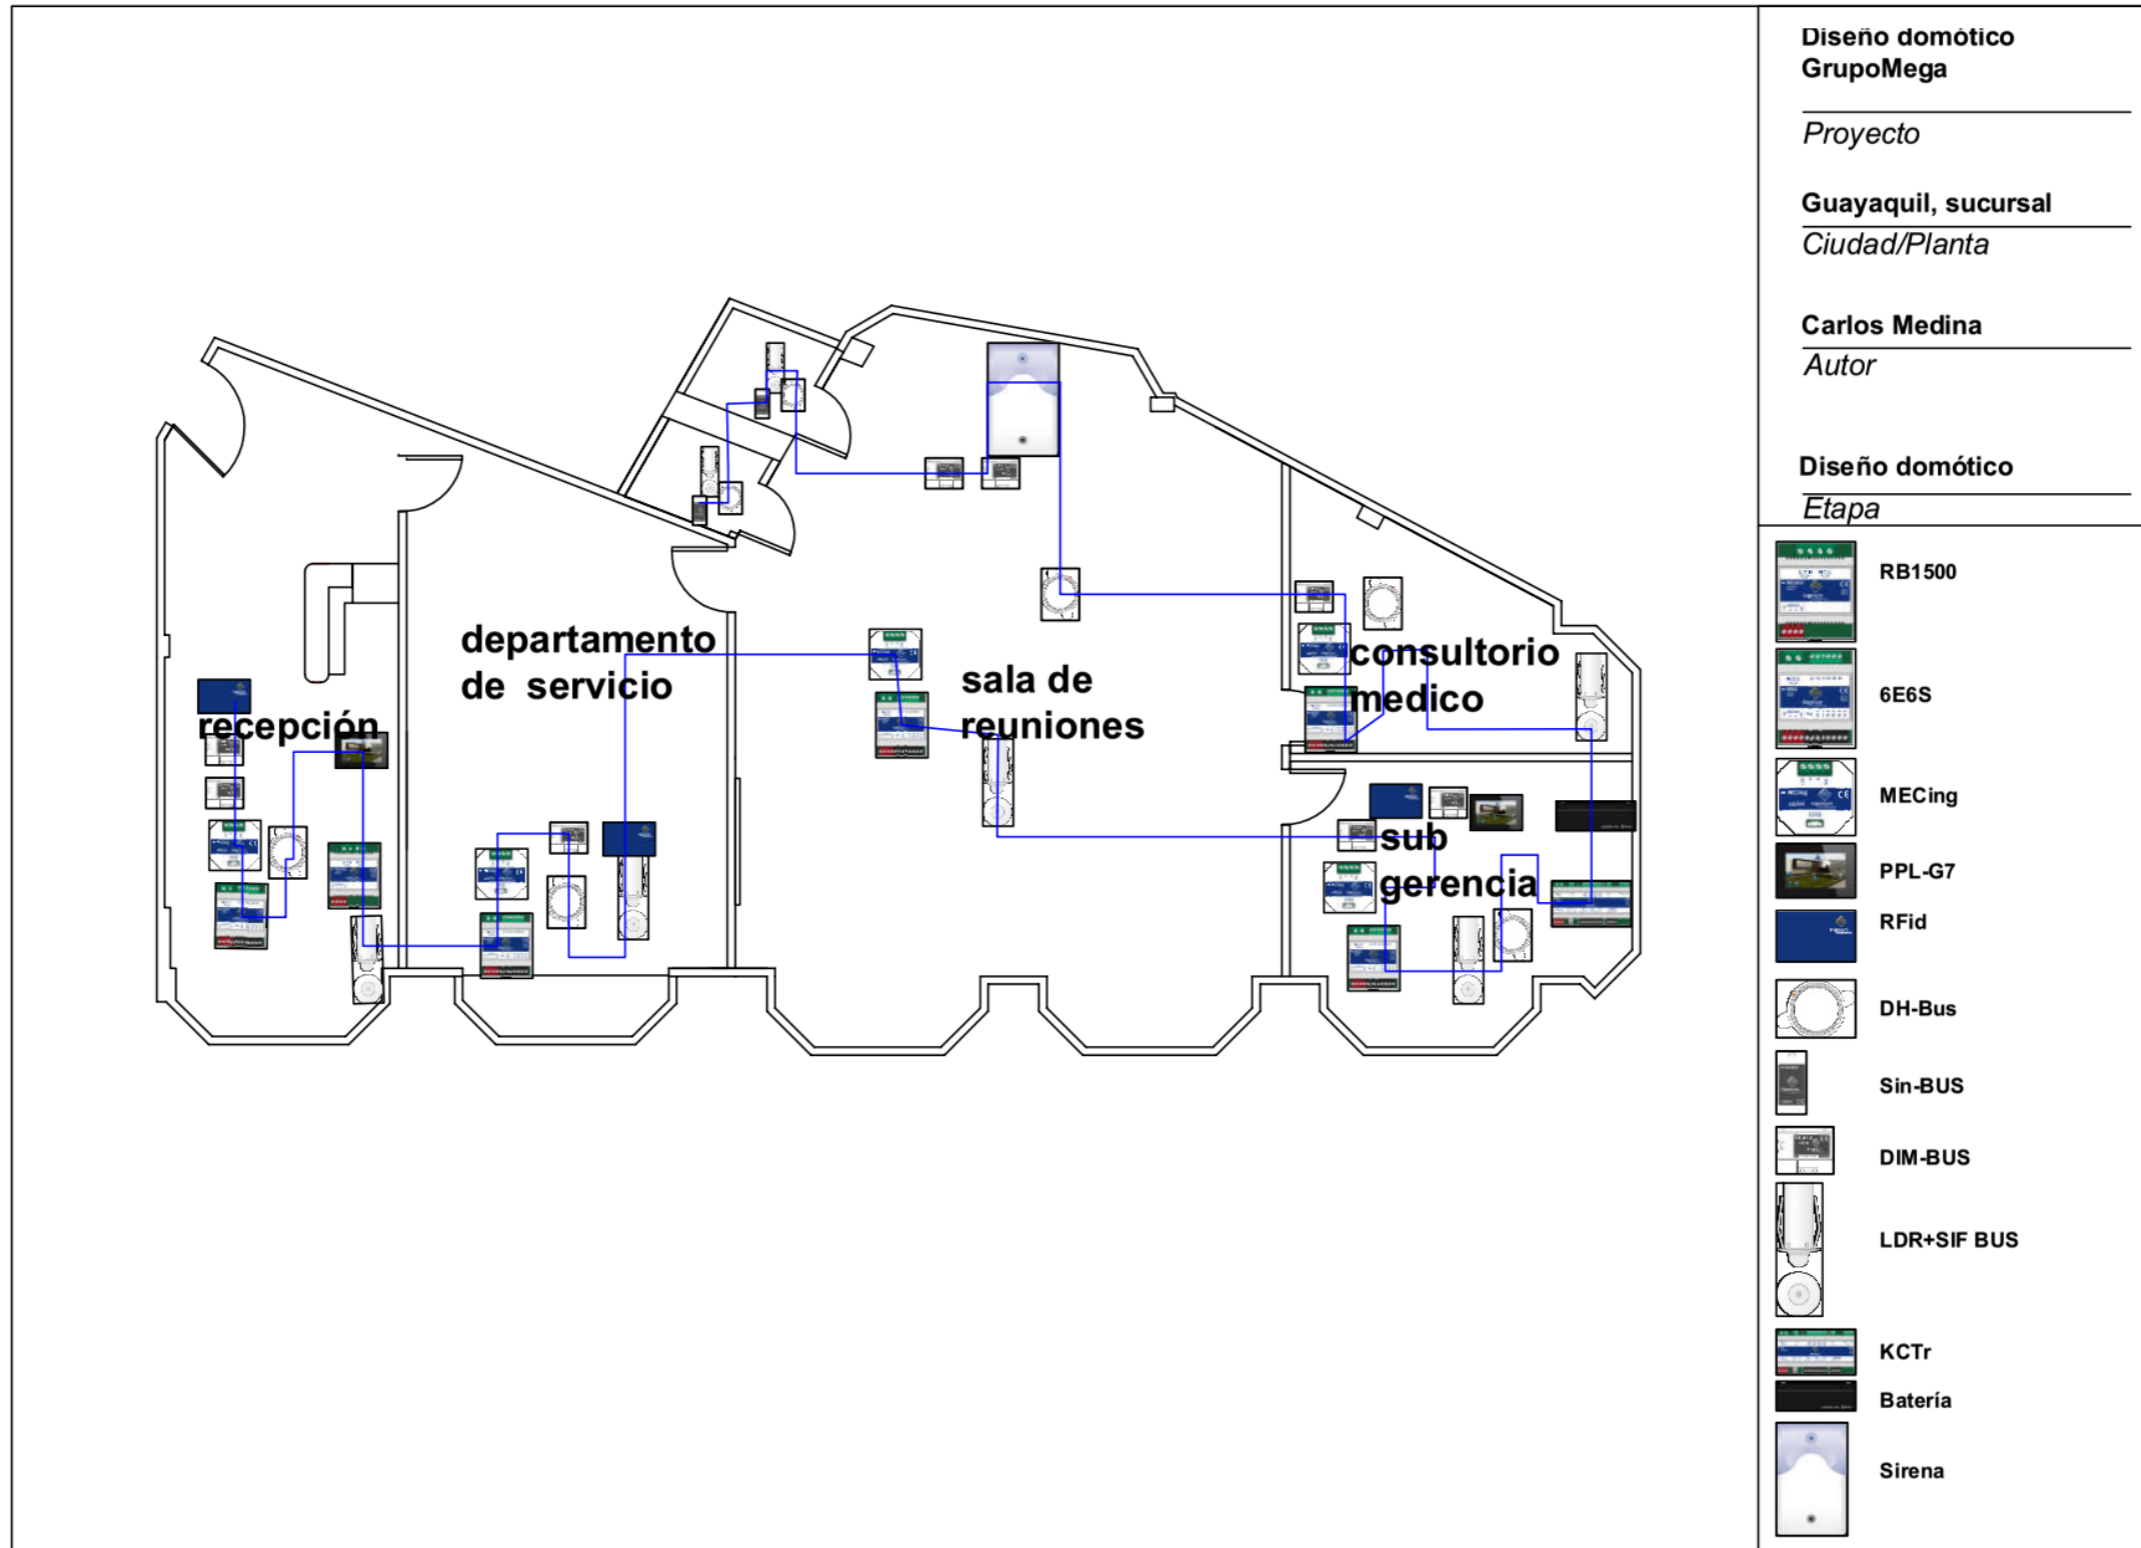 Diseño domótico
GrupoMega
Proyecto
Guayaquil, sucursal
Ciudad/Planta
Carlos Medina
Autor
Diseño domótico
Etapa
RB1500
6E6S
MECing
PPL-G7
RFid
DH-Bus
Sin-BUS
DIM-BUS
LDR+SIF BUS
KCTr
Batería
Sirena
departamento
de servicio
recepción
sala de
reuniones
consultorio
medico
sub
gerencia